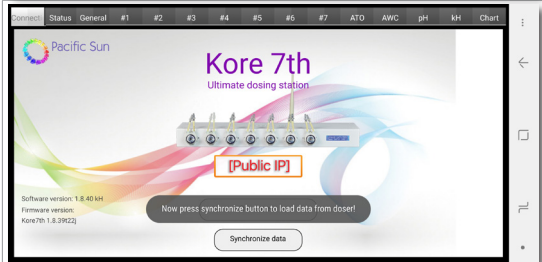 Connect Status General #1 #2 #3 #4 #5 #6 #7 ATO AWC pH kH Chart
Pacific Sun
Kore 7th
Ultimate dosing station
[Public IP]
Software version: 1.8.40 kH
Firmware version:
Kore7th 1.8.39t22j
Now press synchronize button to load data from doser!
Synchronize data